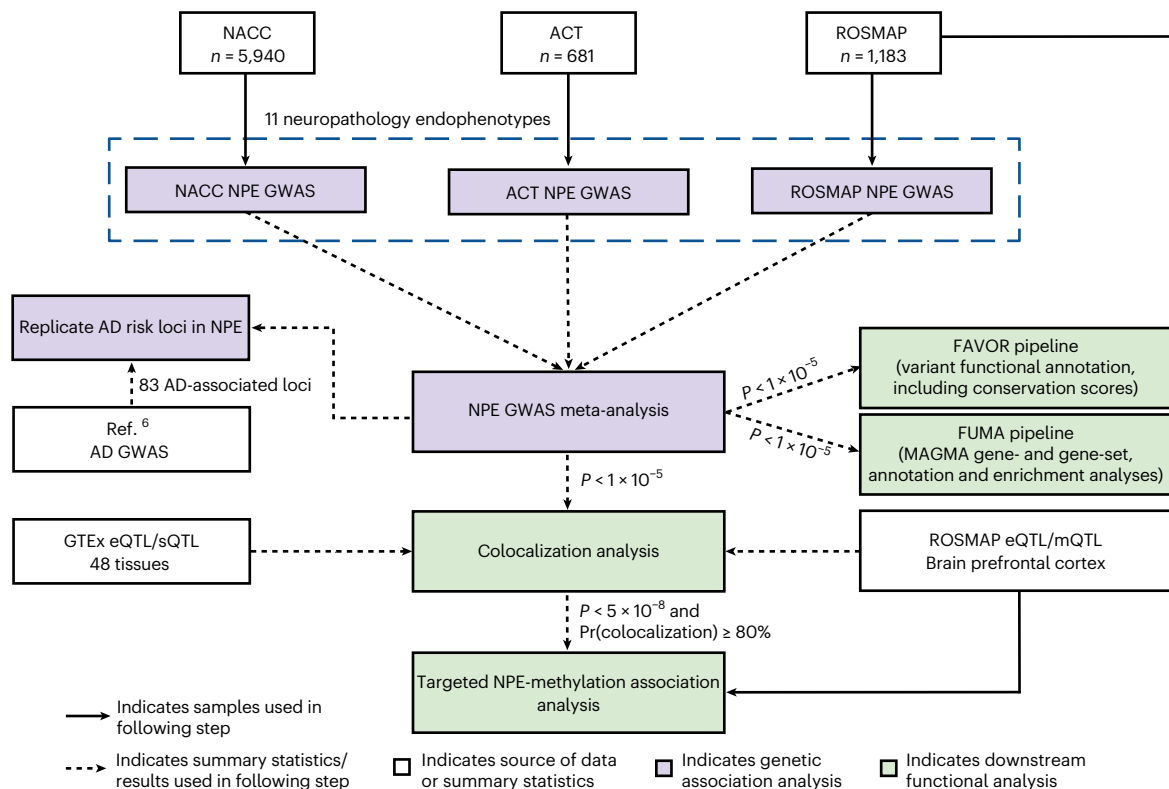 NACC
n = 5,940
ACT
n = 681
ROSMAP
n = 1,183
11 neuropathology endophenotypes
NACC NPE GWAS
ACT NPE GWAS
ROSMAP NPE GWAS
Replicate AD risk loci in NPE
83 AD-associated loci
Ref. ⁶
AD GWAS
NPE GWAS meta-analysis
P < 1 × 10⁻⁵
FAVOR pipeline
(variant functional annotation,
including conservation scores)
P < 1 × 10⁻⁵
FUMA pipeline
(MAGMA gene- and gene-set,
annotation and enrichment analyses)
P < 1 × 10⁻⁵
GTEx eQTL/sQTL
48 tissues
Colocalization analysis
ROSMAP eQTL/mQTL
Brain prefrontal cortex
P < 5 × 10⁻⁸ and
Pr(colocalization) ≥ 80%
Targeted NPE-methylation association
analysis
Indicates samples used in
following step
Indicates summary statistics/
results used in following step
Indicates source of data
or summary statistics
Indicates genetic
association analysis
Indicates downstream
functional analysis